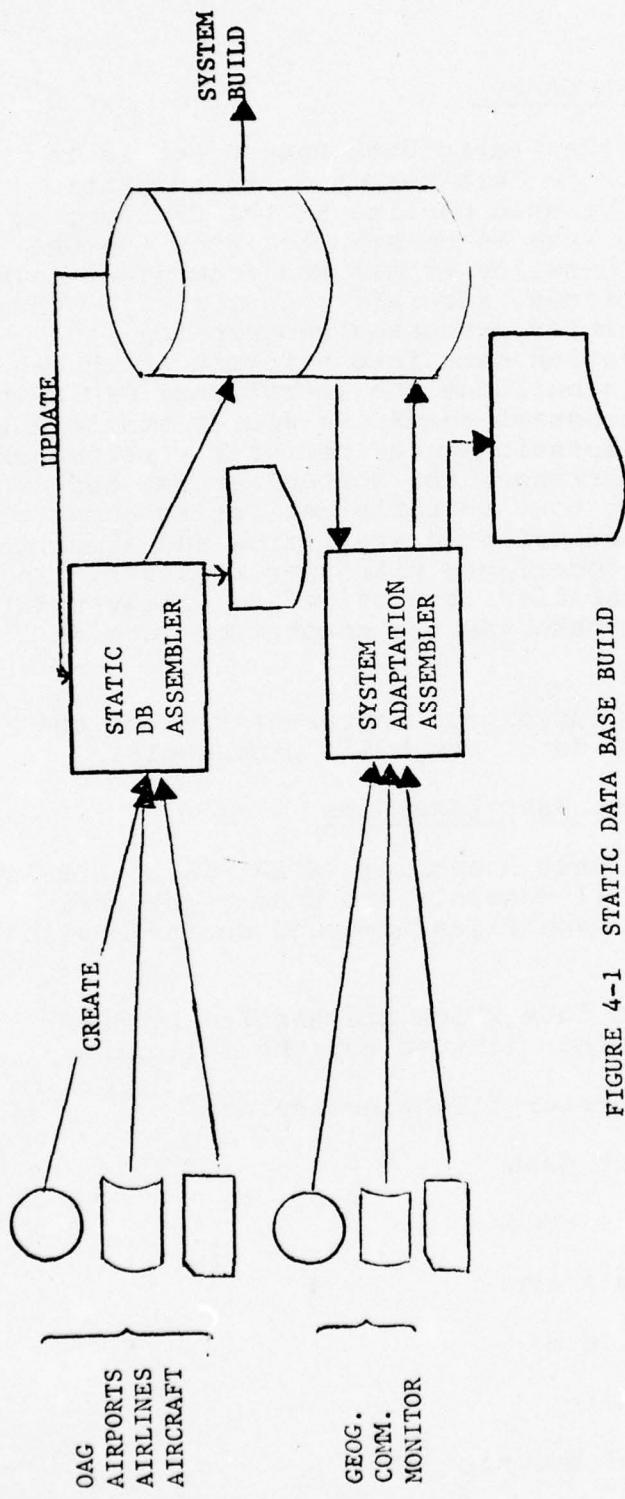 OAG
AIRPORTS
AIRLINES
AIRCRAFT
CREATE
UPDATE
STATIC
DB
ASSEMBLER
SYSTEM
BUILD
GEOG.
COMM.
MONITOR
SYSTEM
ADAPTATION
ASSEMBLER
FIGURE 4-1 STATIC DATA BASE BUILD